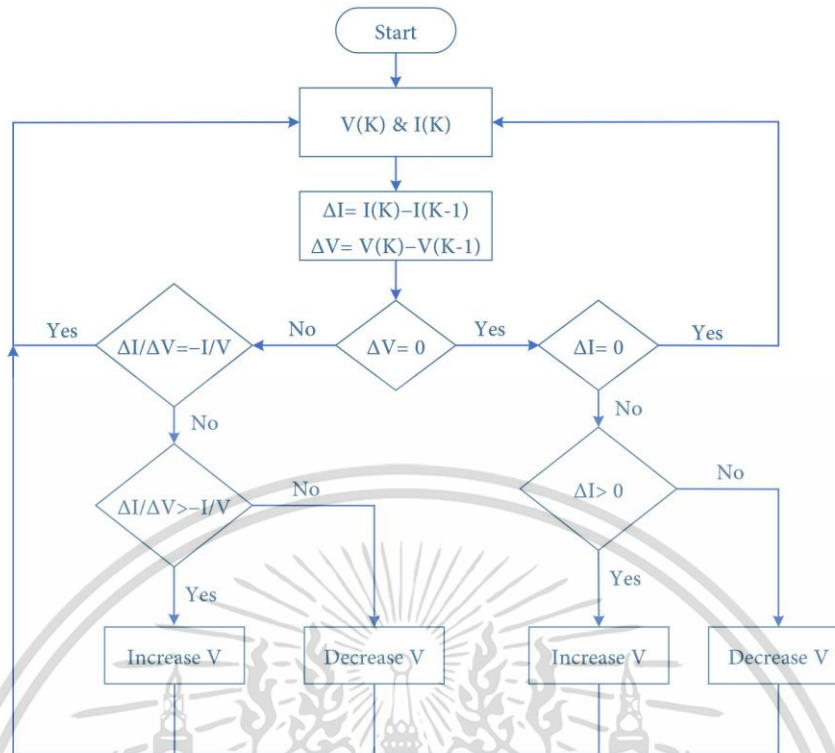 Start
V(K) & I(K)
ΔI= I(K)−I(K-1)
ΔV= V(K)−V(K-1)
Yes
ΔI/ΔV=−I/V
No
ΔV= 0
Yes
ΔI= 0
Yes
No
No
ΔI/ΔV>−I/V
No
ΔI> 0
No
Yes
Yes
Increase V
Decrease V
Increase V
Decrease V